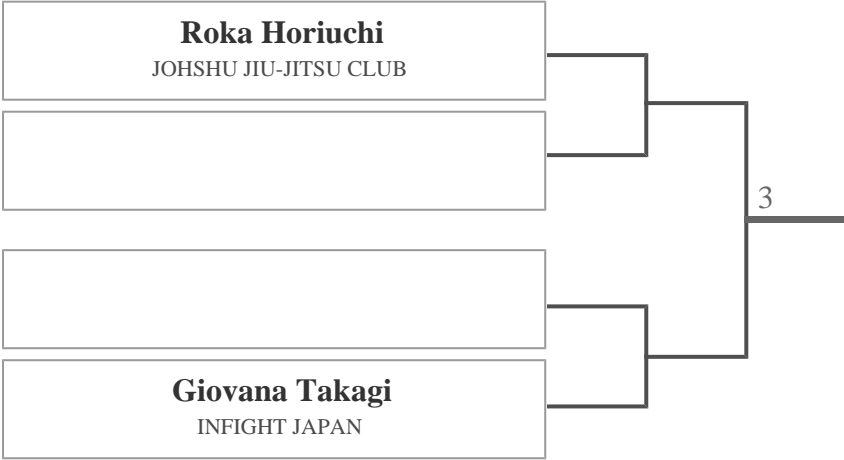 Roka Horiuchi
JOHSHU JIU-JITSU CLUB
3
Giovana Takagi
INFIGHT JAPAN